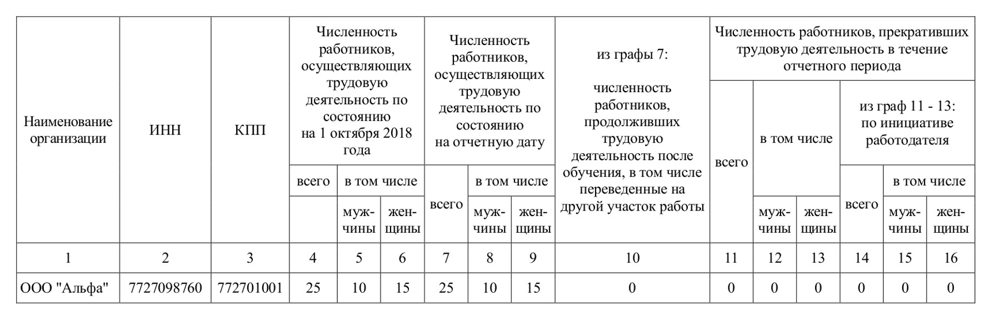 Наименование
организации
ИНН
КПП
Численность
работников,
осуществляющих
трудовую
деятельность по
состоянию
на 1 октября 2018
года
Численность
работников,
осуществляющих
трудовую
деятельность по
состоянию
на отчетную дату
из графы 7:
численность
работников,
продолживших
трудовую
деятельность после
обучения, в том числе
переведенные на
другой участок работы
Численность работников, прекративших
трудовую деятельность в течение
отчетного периода
всего
в том числе
из граф 11 - 13:
по инициативе
работодателя
всего
в том числе
всего
в том числе
всего
в том числе
муж-
чины
жен-
щины
муж-
чины
жен-
щины
муж-
чины
жен-
щины
муж-
чины
жен-
щины
1 2 3 4 5 6 7 8 9 10 11 12 13 14 15 16
ООО "Альфа" 7727098760 772701001 25 10 15 25 10 15 0 0 0 0 0 0 0